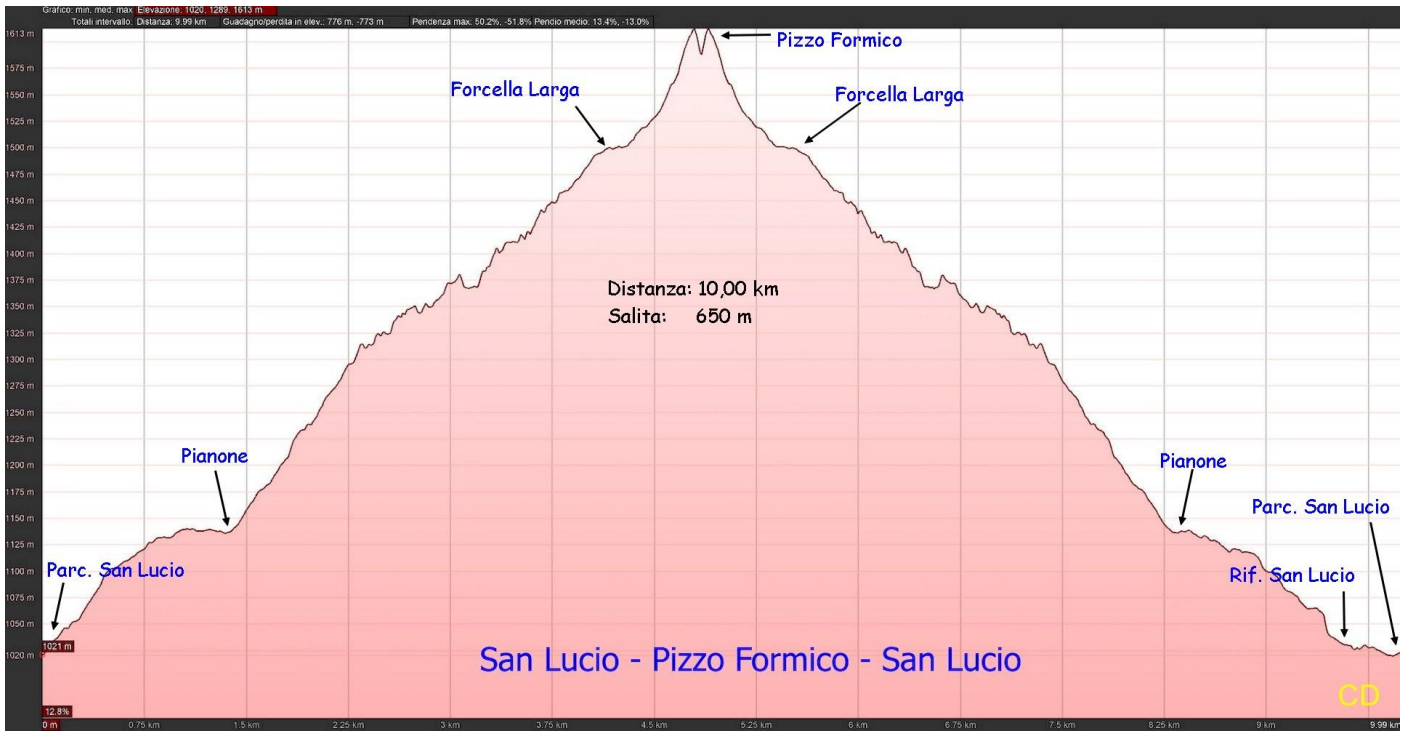 Grafico: min, med, max Elevazione: 1020, 1289, 1613 m
Totali intervallo: Distanza: 9.99 km Guadagno/perdita in elev.: 776 m, -773 m Pendenza max: 50.2%, -51.8% Pendio medio: 13.4%, -13.0%
1613 m
Pizzo Formico
1575 m
Forcella Larga
Forcella Larga
1550 m
1525 m
1500 m
1475 m
1450 m
1425 m
1400 m
1375 m
Distanza: 10,00 km
1350 m
Salita: 650 m
1325 m
1300 m
1275 m
1250 m
1225 m
Pianone
Pianone
1200 m
1175 m
Parc. San Lucio
1150 m
1125 m
1100 m
Parc. San Lucio
Rif. San Lucio
1075 m
1050 m
1021 m
1020 m
San Lucio - Pizzo Formico - San Lucio
CD
12.8%
0 m 0.75 km 1.5 km 2.25 km 3 km 3.75 km 4.5 km 5.25 km 6 km 6.75 km 7.5 km 8.25 km 9 km 9.99 km